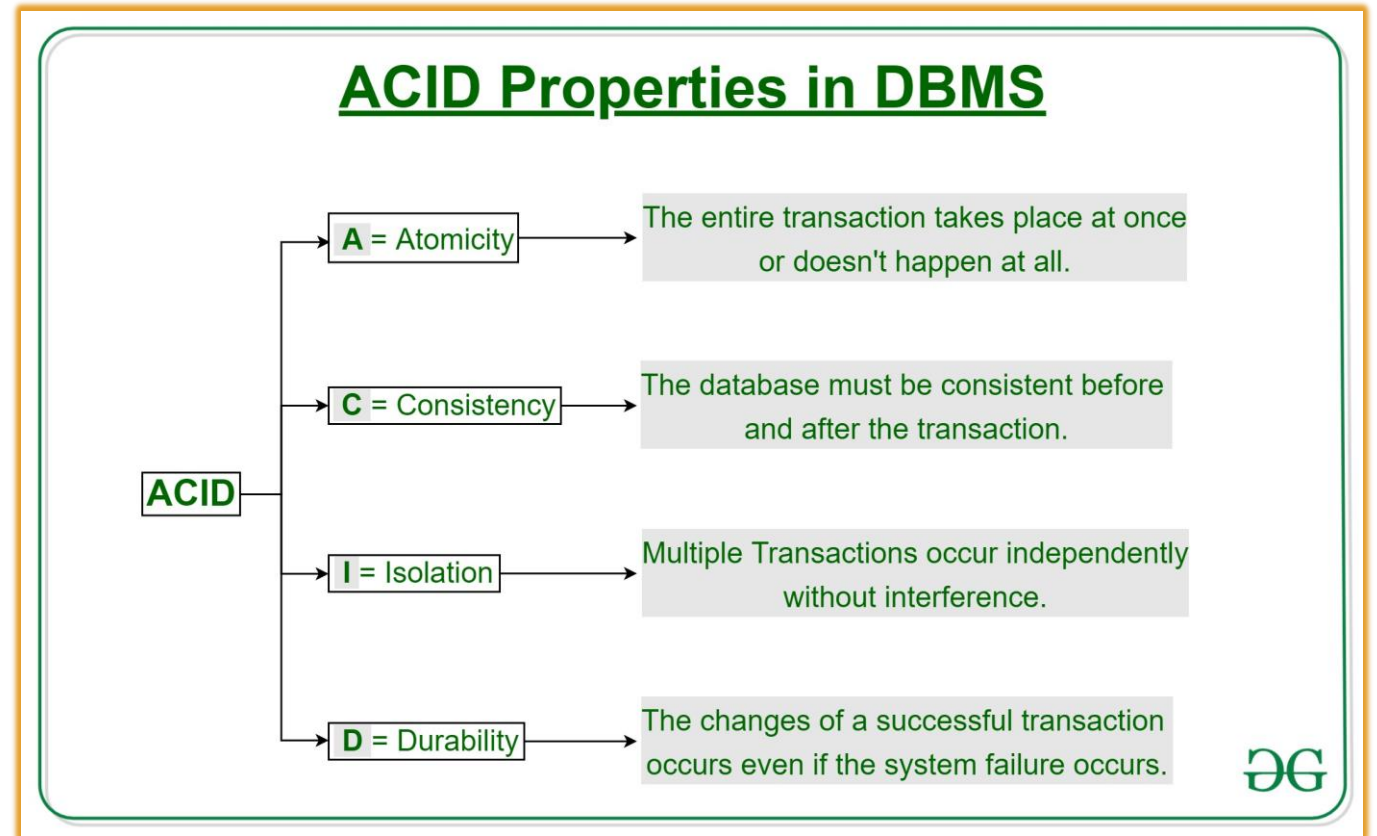 ACID Properties in DBMS
A = Atomicity
The entire transaction takes place at once
or doesn't happen at all.
C = Consistency
The database must be consistent before
and after the transaction.
ACID
I = Isolation
Multiple Transactions occur independently
without interference.
D = Durability
The changes of a successful transaction
occurs even if the system failure occurs.